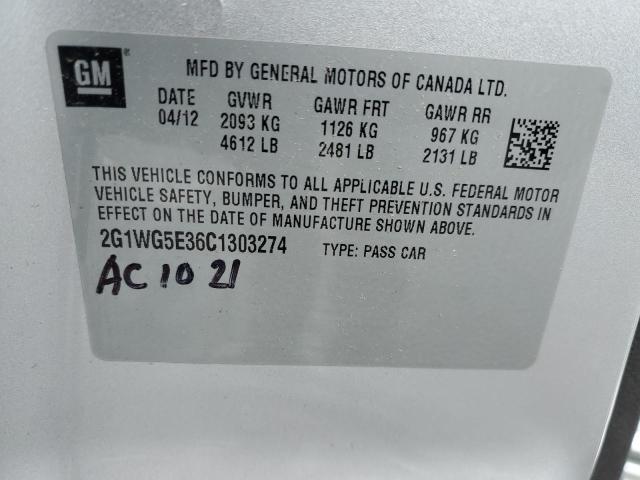 GM®
MFD BY GENERAL MOTORS OF CANADA LTD.
DATE GVWR GAWR FRT GAWR RR
04/12 2093 KG 1126 KG 967 KG
4612 LB 2481 LB 2131 LB
THIS VEHICLE CONFORMS TO ALL APPLICABLE U.S. FEDERAL MOTOR
VEHICLE SAFETY, BUMPER, AND THEFT PREVENTION STANDARDS IN
EFFECT ON THE DATE OF MANUFACTURE SHOWN ABOVE.
2G1WG5E36C1303274 TYPE: PASS CAR
AC 10 21